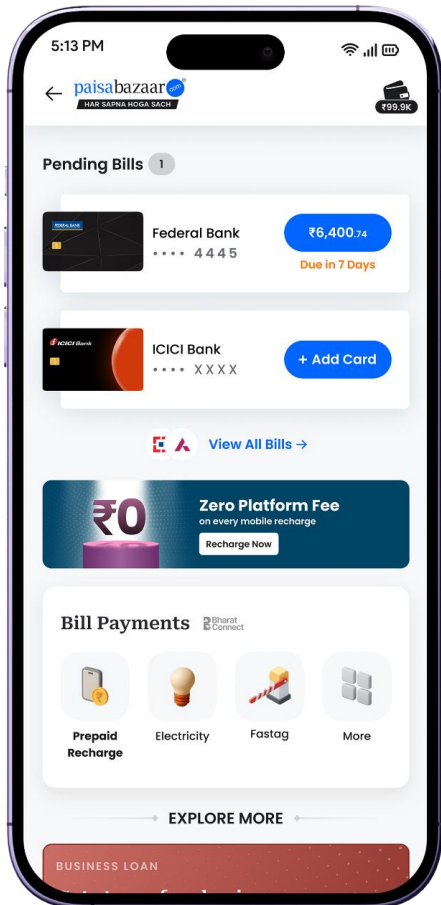 5:13 PM
paisabazaar.com
HAR SAPNA HOGA SACH
₹99.9K
Pending Bills 1
FEDERAL BANK
Federal Bank
•••• 4445
₹6,400.74
Due in 7 Days
ICICI Bank
ICICI Bank
•••• XXXX
+ Add Card
View All Bills →
₹0
Zero Platform Fee
on every mobile recharge
Recharge Now
Bill Payments
Bharat
Connect
Prepaid
Recharge
Electricity
Fastag
More
EXPLORE MORE
BUSINESS LOAN